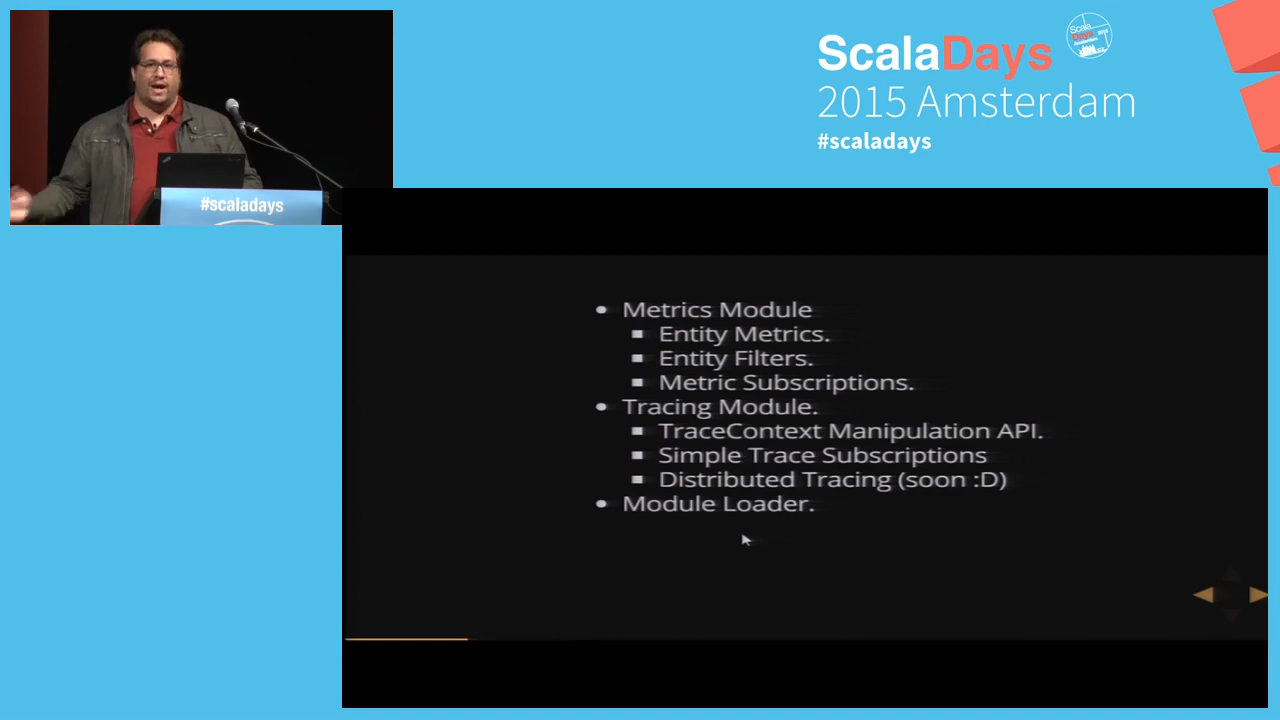 ScalaDays
2015 Amsterdam
#scaladays
#scaladays
Metrics Module
Entity Metrics.
Entity Filters.
Metric Subscriptions.
Tracing Module.
TraceContext Manipulation API.
Simple Trace Subscriptions
Distributed Tracing (soon :D)
Module Loader.